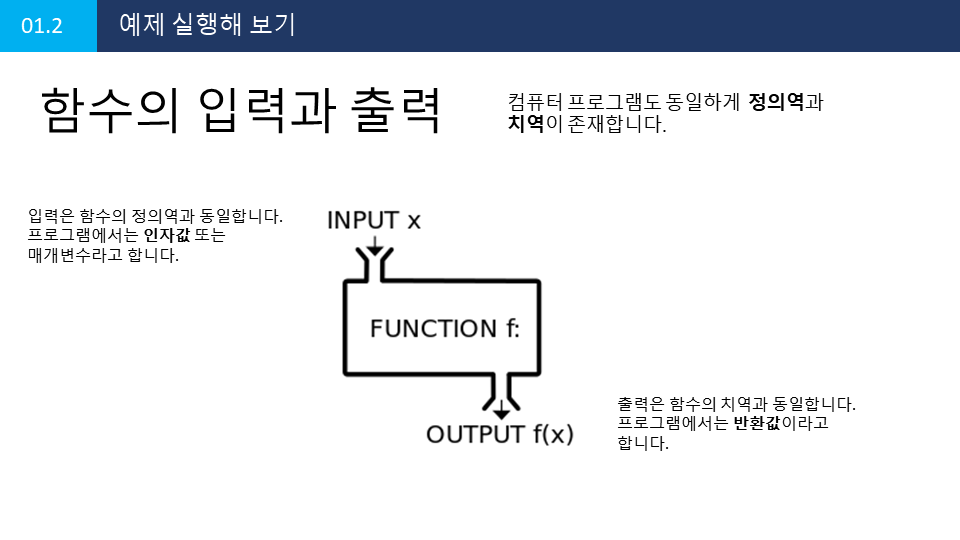 01.2
예제 실행해 보기
함수의 입력과 출력
컴퓨터 프로그램도 동일하게 정의역과
치역이 존재합니다.
입력은 함수의 정의역과 동일합니다.
프로그램에서는 인자값 또는
매개변수라고 합니다.
INPUT x
FUNCTION f:
OUTPUT f(x)
출력은 함수의 치역과 동일합니다.
프로그램에서는 반환값이라고
합니다.